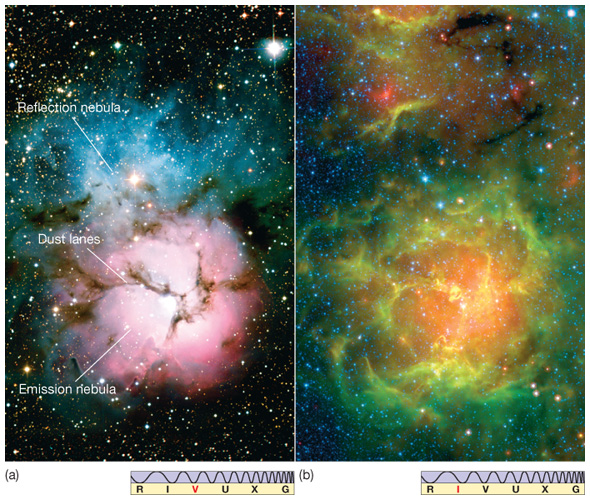 Reflection nebula
Dust lanes
Emission nebula
(a)
R I V U X G
(b)
R I V U X G